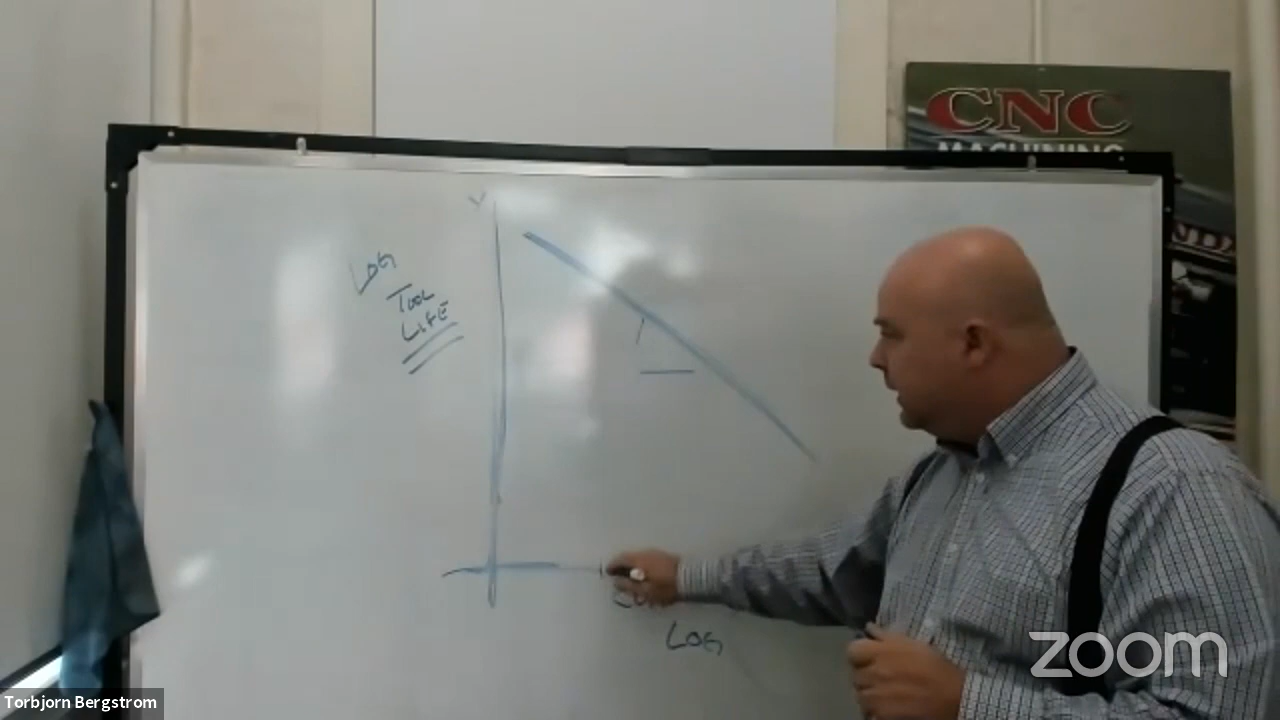 CNC
MACHINING
LOG
TOOL
LIFE
LOG
zoom
Torbjorn Bergstrom